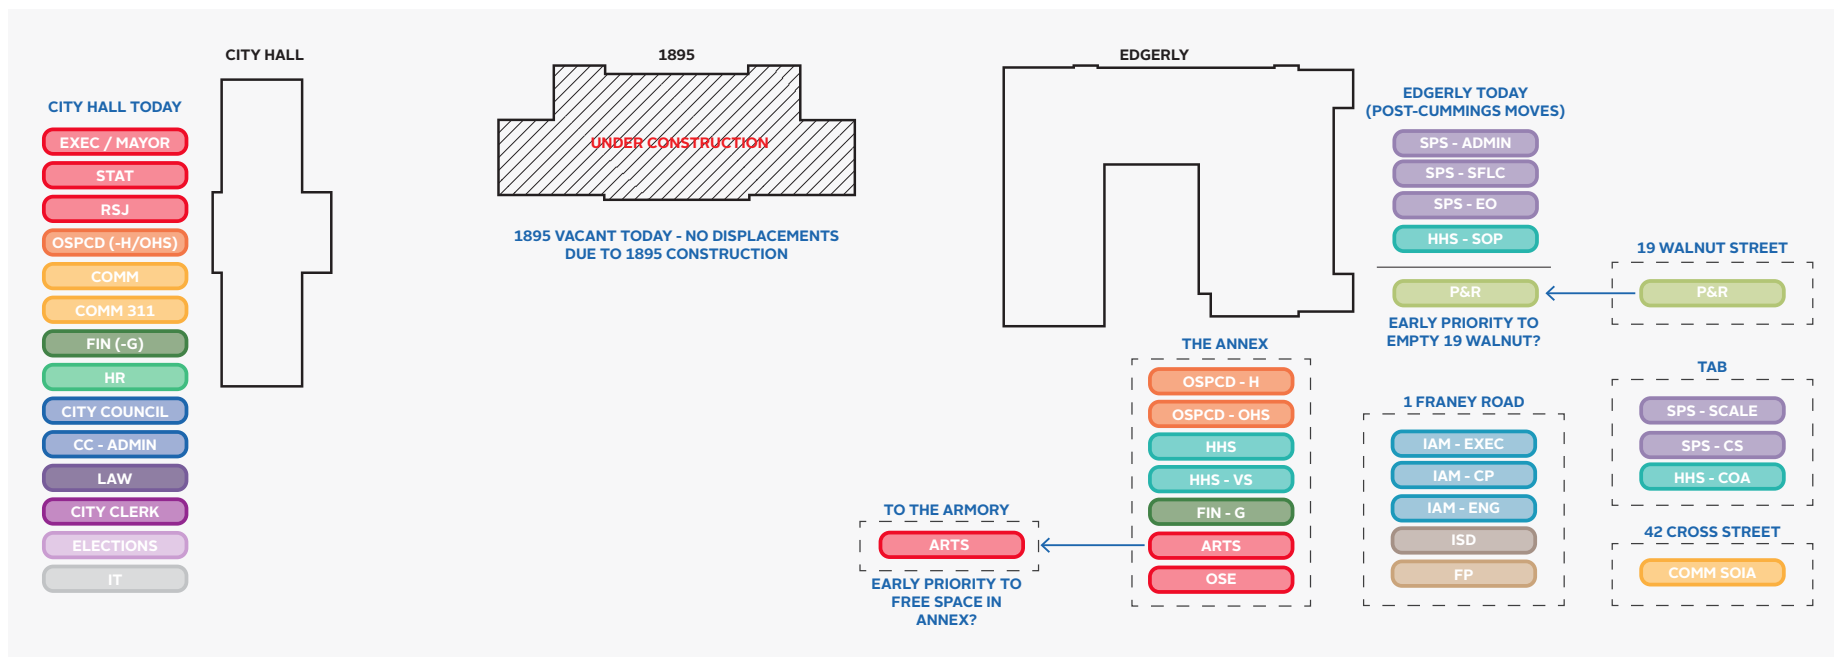 CITY HALL
CITY HALL TODAY
EXEC / MAYOR
STAT
RSJ
OSPCD (-H/OHS)
COMM
COMM 311
FIN (-G)
HR
CITY COUNCIL
CC - ADMIN
LAW
CITY CLERK
ELECTIONS
IT
1895
UNDER CONSTRUCTION
1895 VACANT TODAY - NO DISPLACEMENTS
DUE TO 1895 CONSTRUCTION
EDGERLY
EDGERLY TODAY
(POST-CUMMINGS MOVES)
SPS - ADMIN
SPS - SFLC
SPS - EO
HHS - SOP
P&R
EARLY PRIORITY TO
EMPTY 19 WALNUT?
19 WALNUT STREET
P&R
THE ANNEX
OSPCD - H
OSPCD - OHS
HHS
HHS - VS
FIN - G
ARTS
OSE
TO THE ARMORY
ARTS
EARLY PRIORITY TO
FREE SPACE IN
ANNEX?
1 FRANEY ROAD
IAM - EXEC
IAM - CP
IAM - ENG
ISD
FP
TAB
SPS - SCALE
SPS - CS
HHS - COA
42 CROSS STREET
COMM SOIA